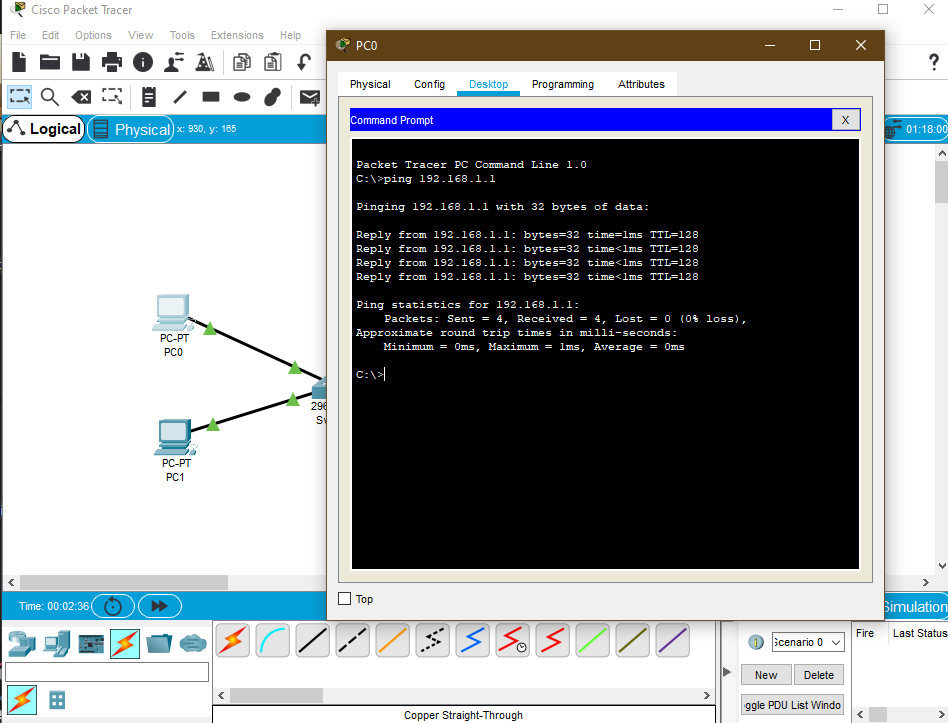 Cisco Packet Tracer
File Edit Options View Tools Extensions Help
?
Logical
Physical
x: 930, y: 165
01:18:00
PC0
Physical Config Desktop Programming Attributes
Command Prompt
X
Packet Tracer PC Command Line 1.0
C:\>ping 192.168.1.1
Pinging 192.168.1.1 with 32 bytes of data:
Reply from 192.168.1.1: bytes=32 time=1ms TTL=128
Reply from 192.168.1.1: bytes=32 time<1ms TTL=128
Reply from 192.168.1.1: bytes=32 time<1ms TTL=128
Reply from 192.168.1.1: bytes=32 time<1ms TTL=128
Ping statistics for 192.168.1.1:
Packets: Sent = 4, Received = 4, Lost = 0 (0% loss),
Approximate round trip times in milli-seconds:
Minimum = 0ms, Maximum = 1ms, Average = 0ms
C:\>
Top
PC-PT
PC0
296
Sv
PC-PT
PC1
Time: 00:02:36
Simulation
Scenario 0
Fire Last Status
New Delete
ggle PDU List Windo
Copper Straight-Through